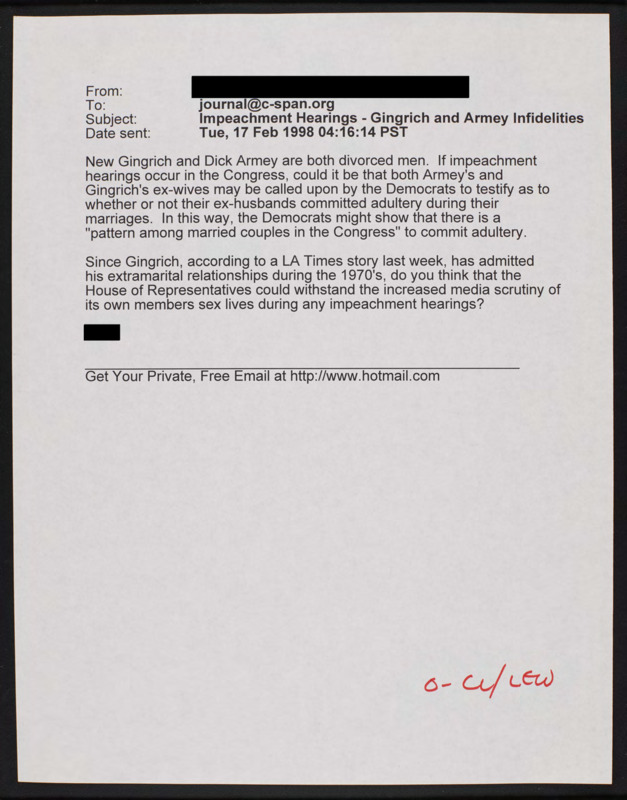 From:
To: journal@c-span.org
Subject: Impeachment Hearings - Gingrich and Armey Infidelities
Date sent: Tue, 17 Feb 1998 04:16:14 PST
New Gingrich and Dick Armey are both divorced men. If impeachment
hearings occur in the Congress, could it be that both Armey's and
Gingrich's ex-wives may be called upon by the Democrats to testify as to
whether or not their ex-husbands committed adultery during their
marriages. In this way, the Democrats might show that there is a
"pattern among married couples in the Congress" to commit adultery.
Since Gingrich, according to a LA Times story last week, has admitted
his extramarital relationships during the 1970's, do you think that the
House of Representatives could withstand the increased media scrutiny of
its own members sex lives during any impeachment hearings?
Get Your Private, Free Email at http://www.hotmail.com
O- CL/LEW